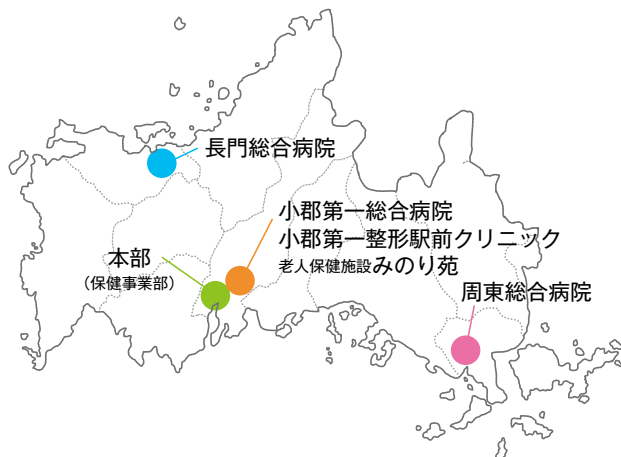 長門総合病院
小郡第一総合病院
小郡第一整形駅前クリニック
老人保健施設みのり苑
本部
（保健事業部）
周東総合病院